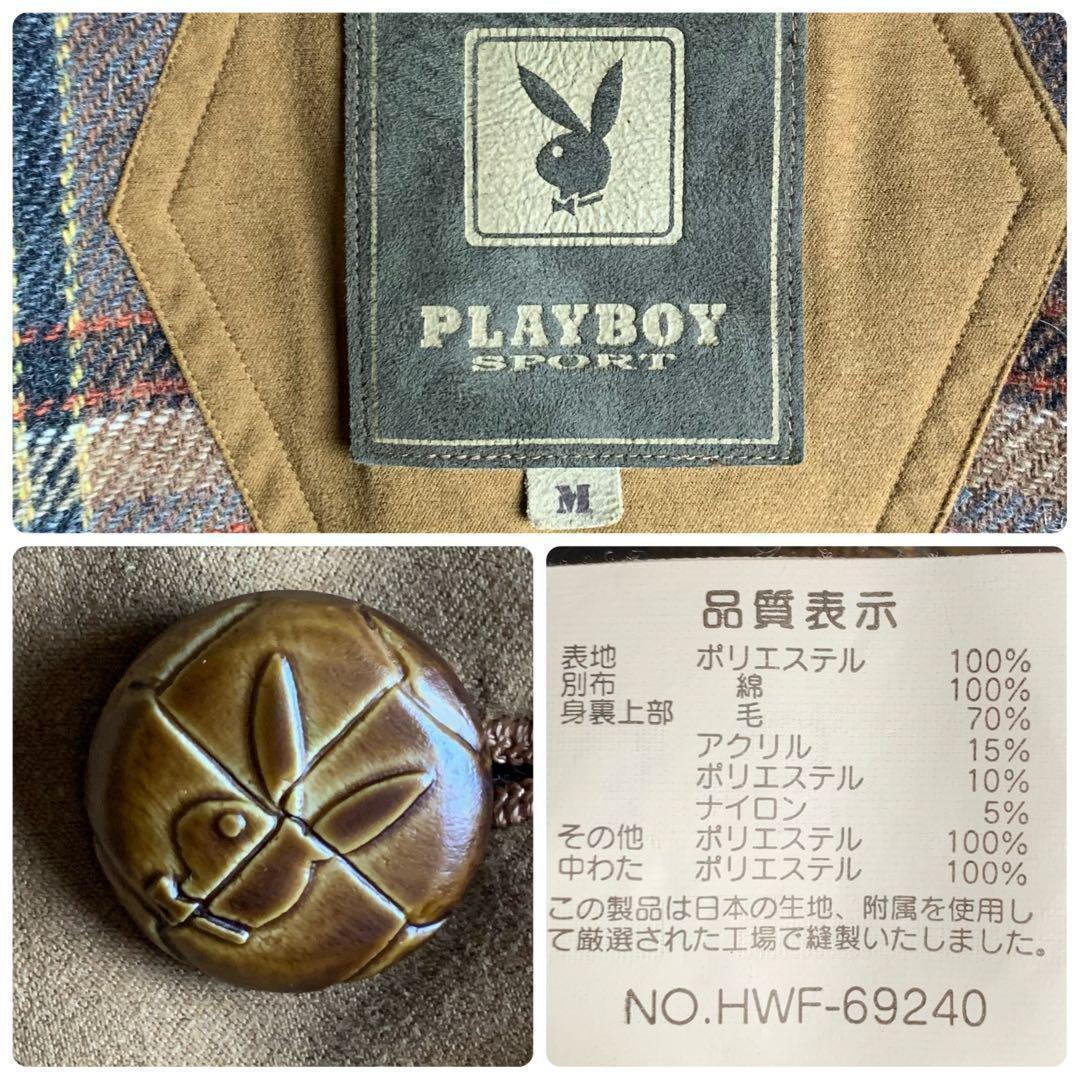 PLAYBOY
SPORT
M
品質表示
表地 ポリエステル 100%
別布 綿 100%
身裏上部 毛 70%
アクリル 15%
ポリエステル 10%
ナイロン 5%
その他 ポリエステル 100%
中わた ポリエステル 100%
この製品は日本の生地、附属を使用し
て厳選された工場で縫製いたしました。
NO.HWF-69240